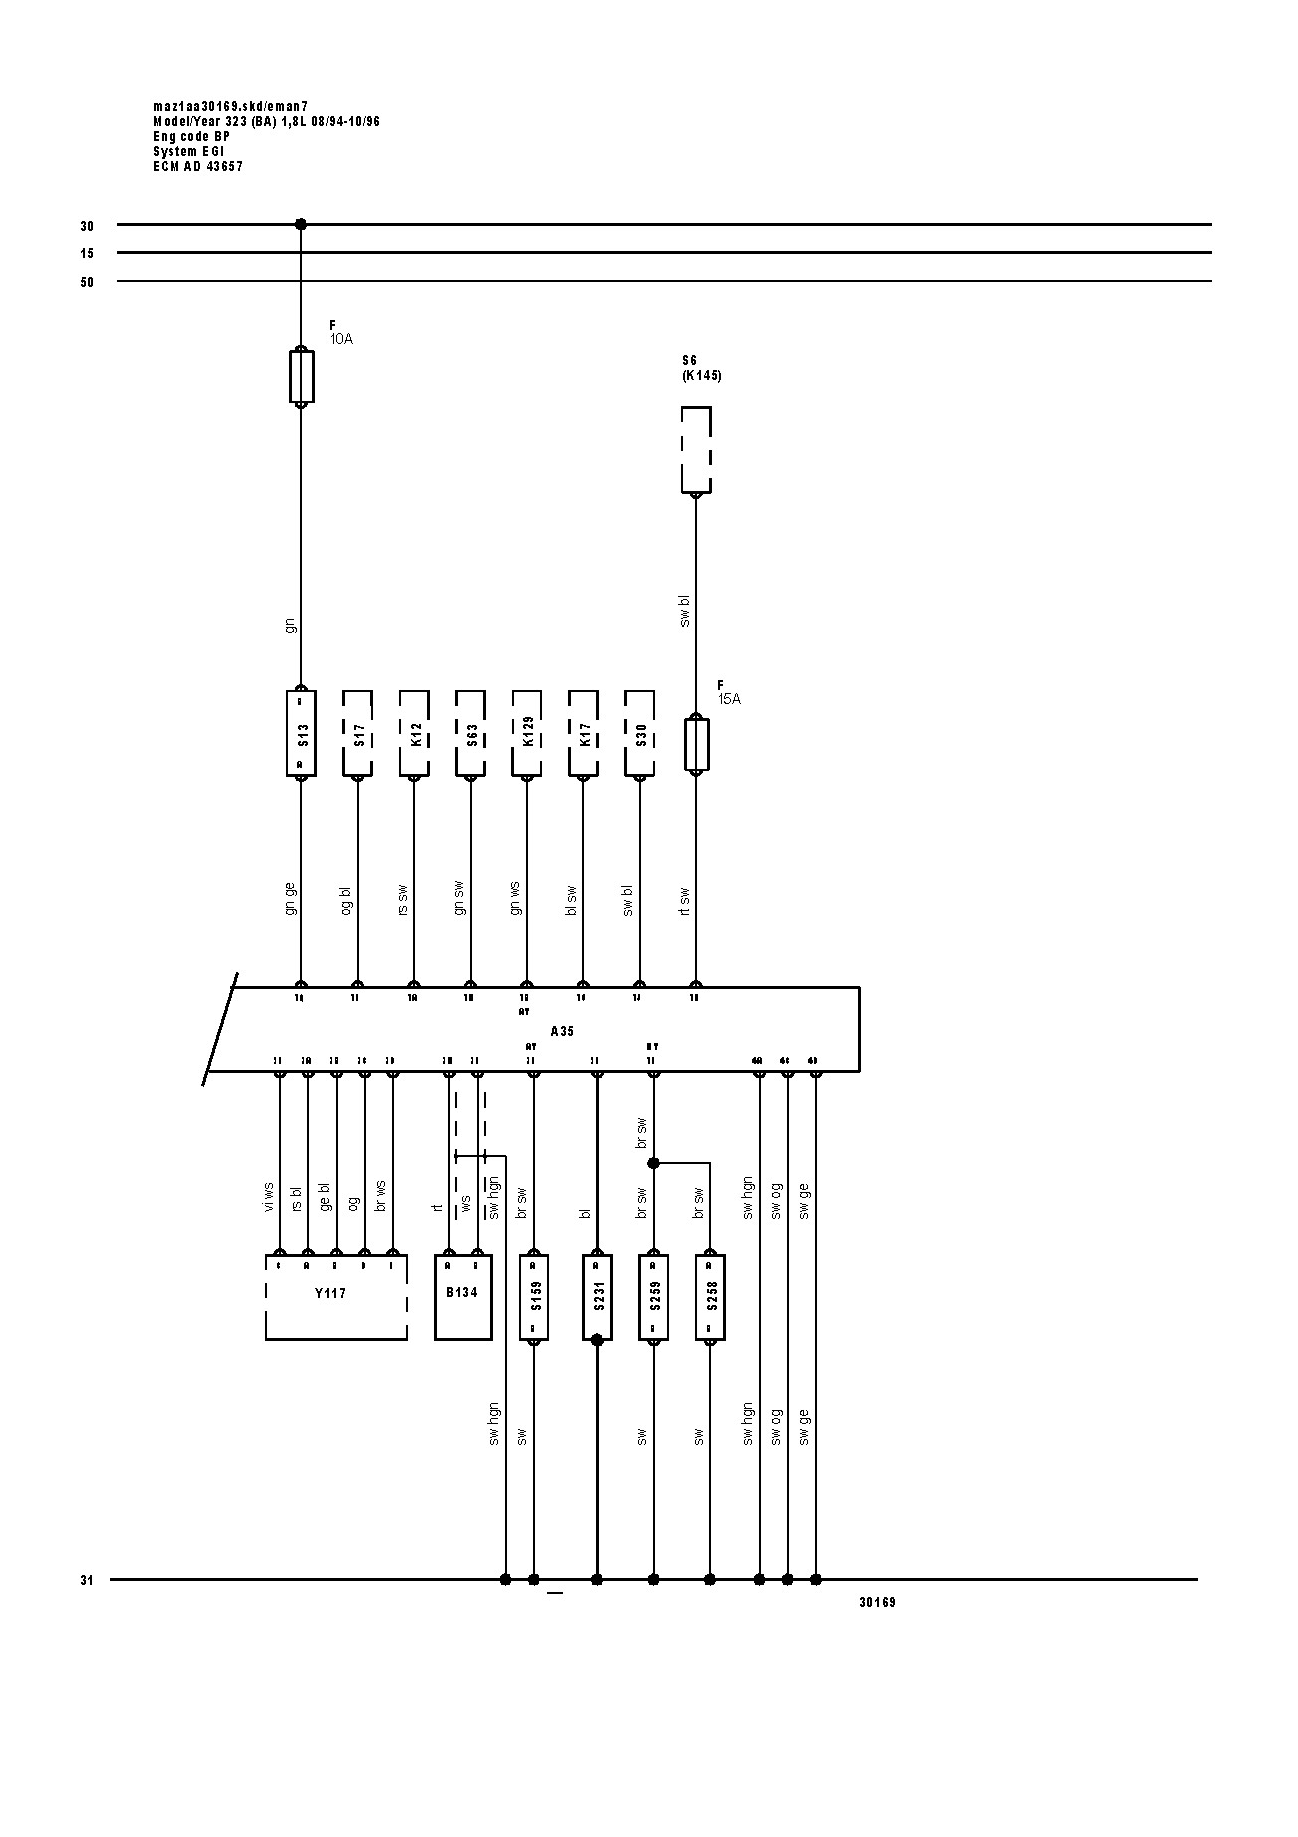 maz1aa30169.skd/eman7
Model/Year 323 (BA) 1,8L 08/94-10/96
Eng code BP
System EGI
ECM AD 43657
30
15
50
F
10A
S6
(K145)
gn
sw bl
F
15A
S13
A
S17
K12
S63
K129
K17
S30
gn ge
og bl
rs sw
gn sw
gn ws
bl sw
sw bl
rt sw
1A
AT
A35
AT
4A
vi ws
rs bl
ge bl
og
br ws
rt
ws
sw hgn
br sw
bl
br sw
br sw
br sw
sw hgn
sw og
sw ge
A
A
A
A
A
A
Y117
B134
S159
S231
S259
S258
sw hgn
sw
sw
sw
sw hgn
sw og
sw ge
31
30169